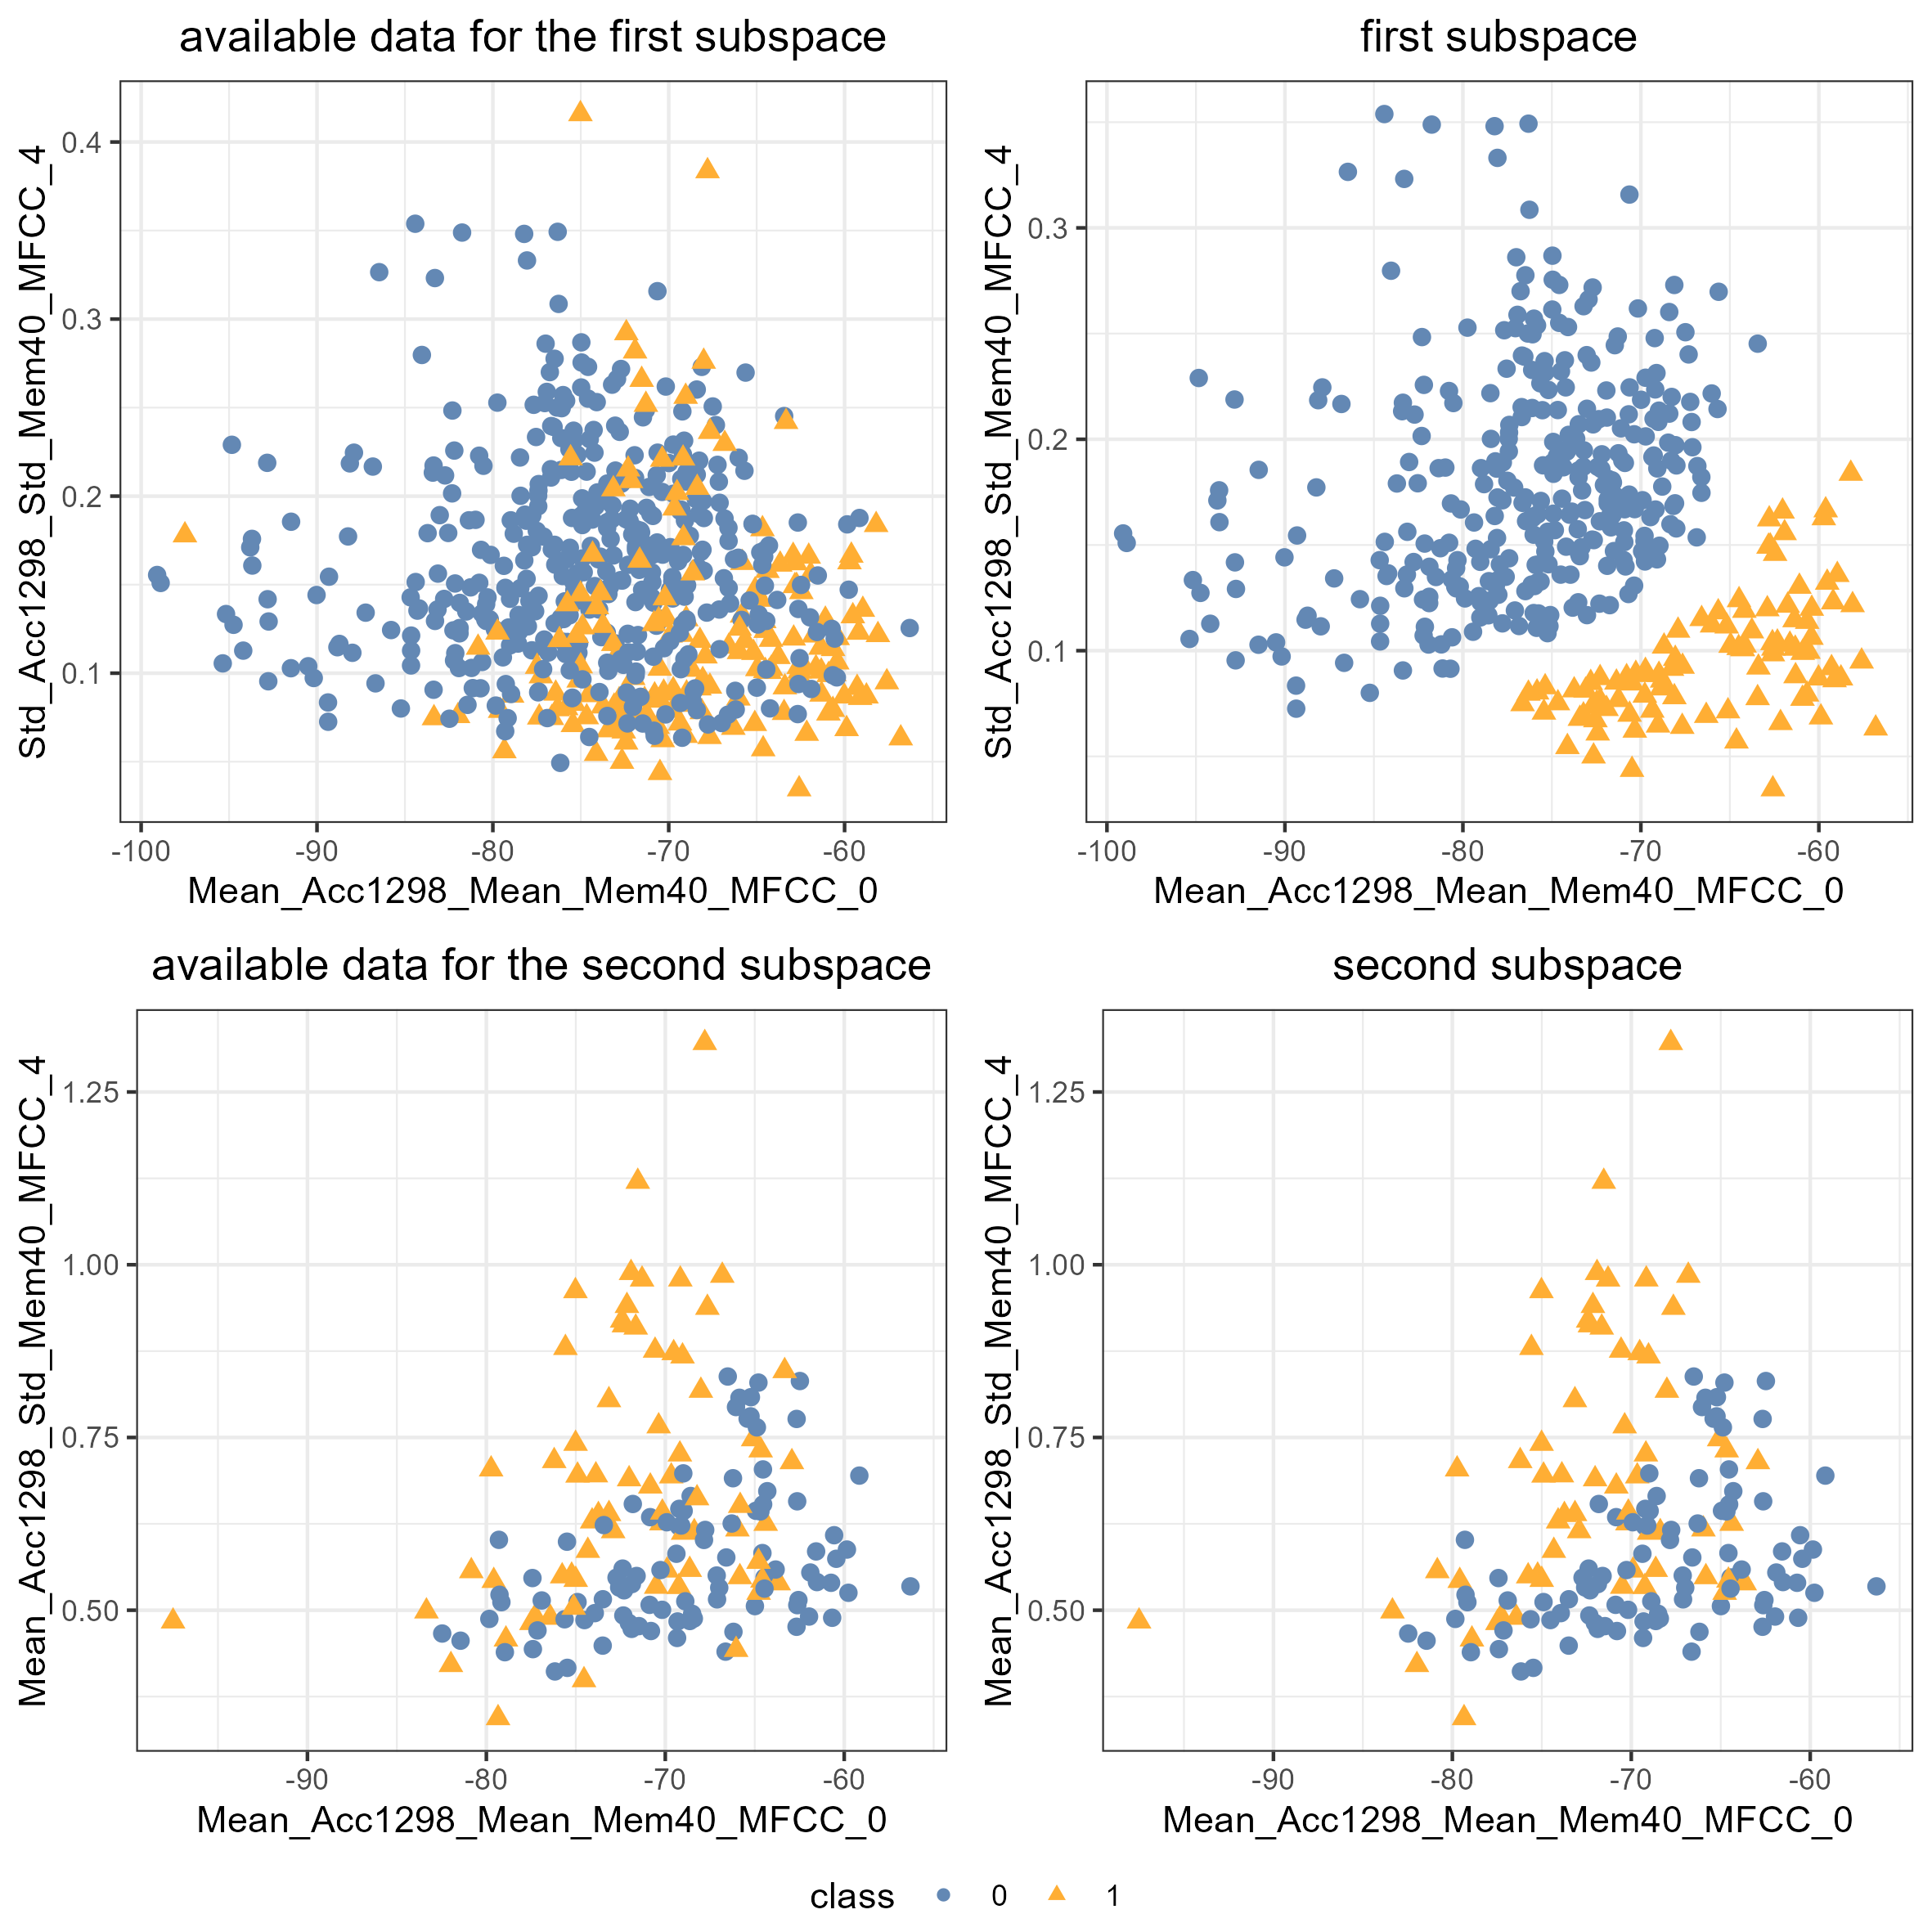 available data for the first subspace
Std_Acc1298_Std_Mem40_MFCC_4
0.4
0.3
0.2
0.1
-100 -90 -80 -70 -60
Mean_Acc1298_Mean_Mem40_MFCC_0
first subspace
Std_Acc1298_Std_Mem40_MFCC_4
0.3
0.2
0.1
-100 -90 -80 -70 -60
Mean_Acc1298_Mean_Mem40_MFCC_0
available data for the second subspace
Mean_Acc1298_Std_Mem40_MFCC_4
1.25
1.00
0.75
0.50
-90 -80 -70 -60
Mean_Acc1298_Mean_Mem40_MFCC_0
second subspace
Mean_Acc1298_Std_Mem40_MFCC_4
1.25
1.00
0.75
0.50
-90 -80 -70 -60
Mean_Acc1298_Mean_Mem40_MFCC_0
class 0 1